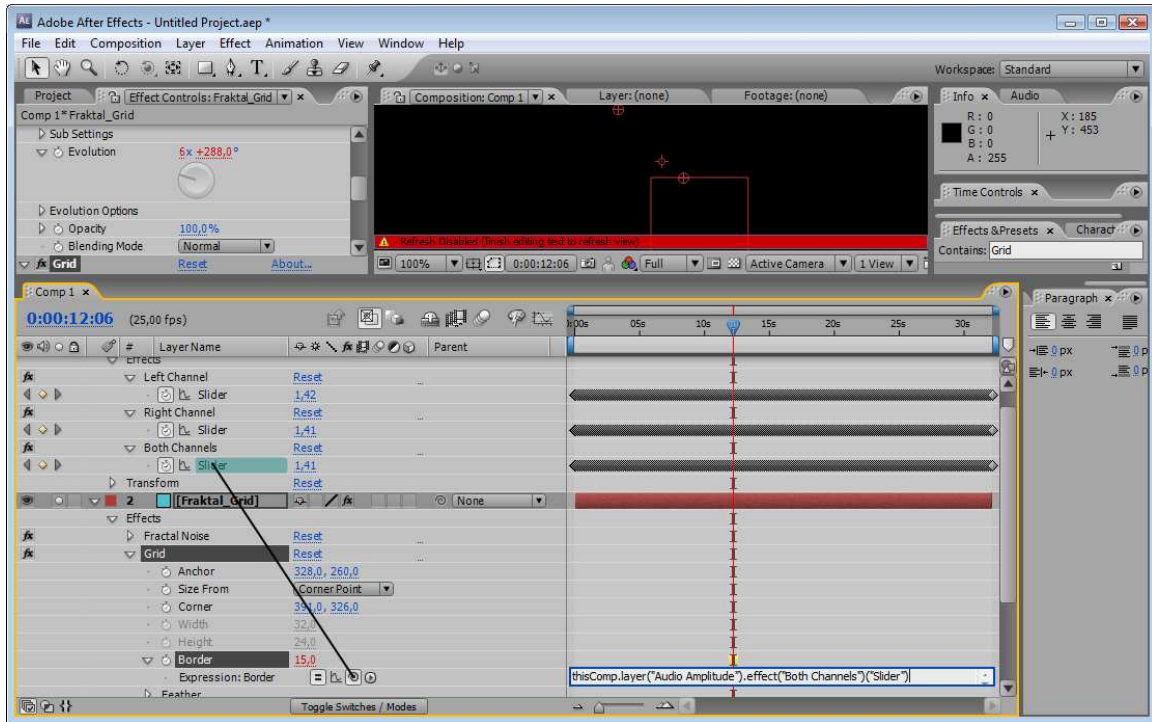 Adobe After Effects - Untitled Project.aep *
File Edit Composition Layer Effect Animation View Window Help
Workspace: Standard
Project Effect Controls: Fraktal_Grid
Composition: Comp 1 Layer: (none) Footage: (none)
Info Audio
Comp 1 * Fraktal_Grid
Sub Settings
Evolution 6x +288,0°
Evolution Options
Opacity 100,0%
Blending Mode Normal
Grid Reset About...
Refresh Disabled (finish editing text to refresh view)
100% 0:00:12:06 Full Active Camera 1 View
R: 0 X: 185
G: 0 Y: 453
B: 0
A: 255
Time Controls
Effects & Presets Charact
Contains: Grid
Comp 1
Paragraph
0:00:12:06 (25,00 fps)
05s 10s 15s 20s 25s 30s
# Layer Name Parent
0 px
0 px
Effects
Left Channel Reset
Slider 1,42
Right Channel Reset
Slider 1,41
Both Channels Reset
Slider 1,41
Transform Reset
2 [Fraktal_Grid] None
Effects
Fractal Noise Reset
Grid Reset
Anchor 328,0, 260,0
Size From Corner Point
Corner 391,0, 326,0
Width 32,0
Height 24,0
Border 15,0
Expression: Border
thisComp.layer("Audio Amplitude").effect("Both Channels")("Slider")
Feather
Toggle Switches / Modes